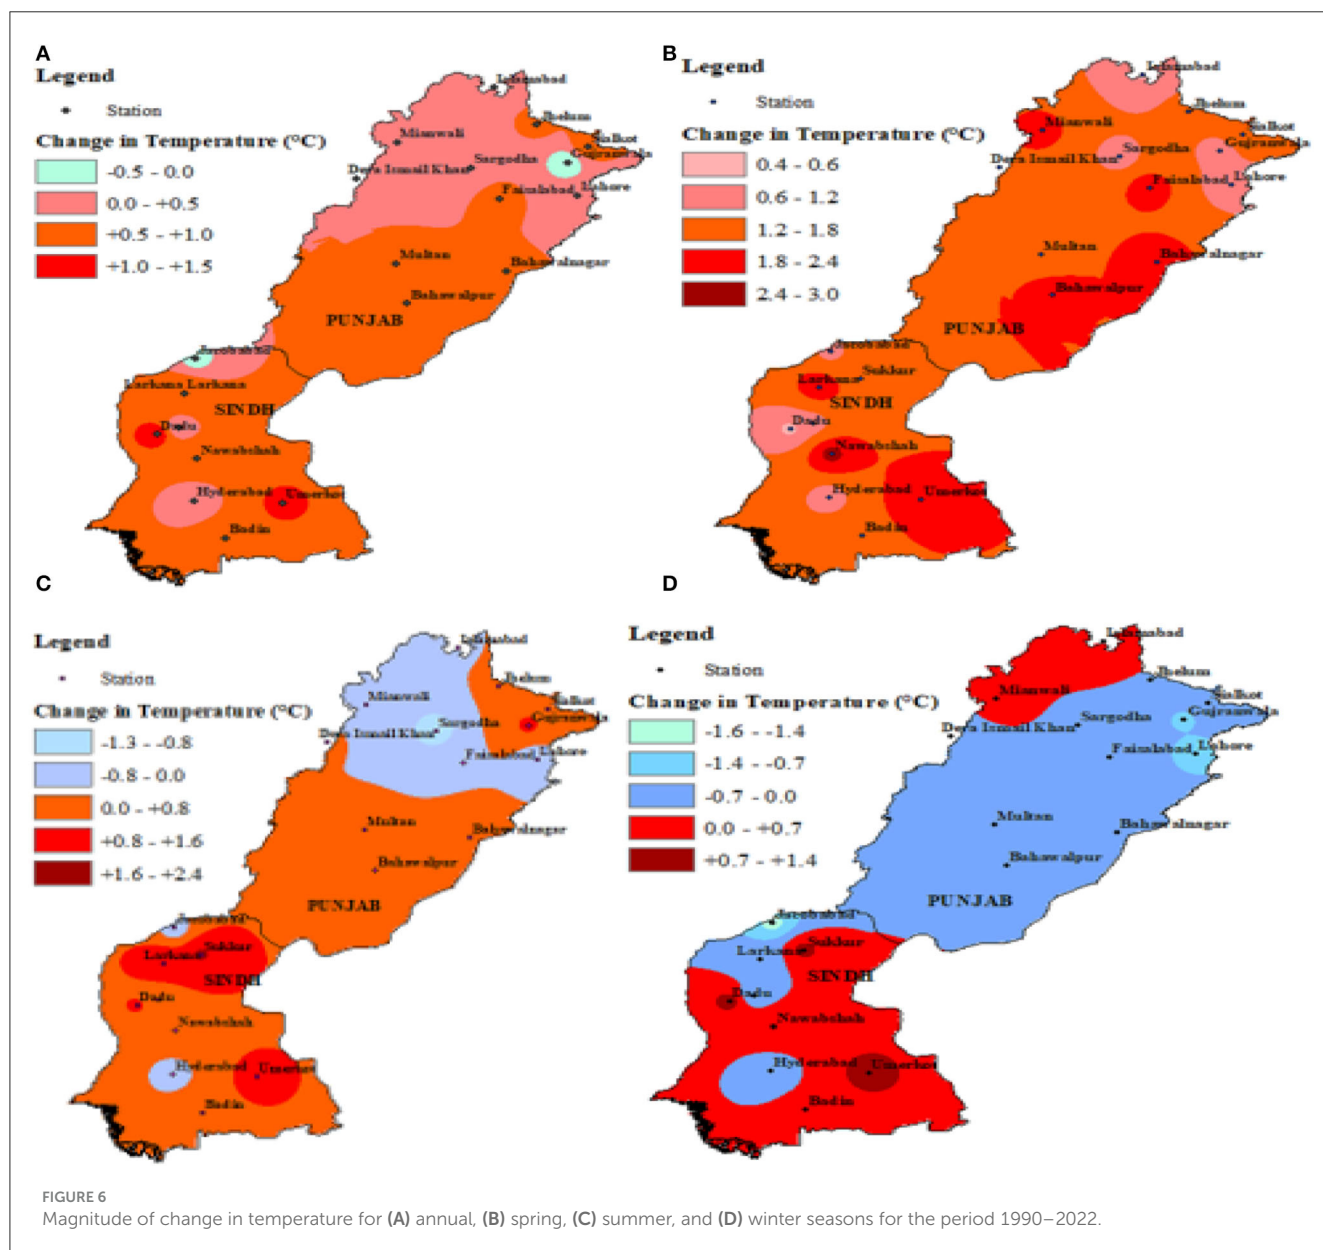 A
Legend
Station
Change in Temperature (°C)
-0.5 - 0.0
0.0 - +0.5
+0.5 - +1.0
+1.0 - +1.5
Islamabad
Jhelum
Sialkot
Mianwali
Gujranwala
Sargodha
Dera Ismail Khan
Faisalabad
Lahore
Multan
Bahawalnagar
Bahawalpur
PUNJAB
Jacobabad
Larkana Larkana
SINDH
Dadu
Nawabshah
Hyderabad
Umerkot
Badin
B
Legend
Station
Change in Temperature (°C)
0.4 - 0.6
0.6 - 1.2
1.2 - 1.8
1.8 - 2.4
2.4 - 3.0
Islamabad
Jhelum
Sialkot
Mianwali
Gujranwala
Sargodha
Dera Ismail Khan
Faisalabad
Lahore
Multan
Bahawalnagar
Bahawalpur
PUNJAB
Jacobabad
Sukkur
Larkana
SINDH
Dadu
Nawabshah
Hyderabad
Umerkot
Badin
C
Legend
Station
Change in Temperature (°C)
-1.3 - -0.8
-0.8 - 0.0
0.0 - +0.8
+0.8 - +1.6
+1.6 - +2.4
Islamabad
Jhelum
Mianwali
Sialkot
Gujranwala
Sargodha
Dera Ismail Khan
Faisalabad
Lahore
Multan
Bahawalnagar
Bahawalpur
PUNJAB
Jacobabad
Sukkur
Larkana
SINDH
Dadu
Nawabshah
Hyderabad
Umerkot
Badin
D
Legend
Station
Change in Temperature (°C)
-1.6 - -1.4
-1.4 - -0.7
-0.7 - 0.0
0.0 - +0.7
+0.7 - +1.4
Islamabad
Jhelum
Mianwali
Sialkot
Gujranwala
Sargodha
Dera Ismail Khan
Faisalabad
Lahore
Multan
Bahawalnagar
Bahawalpur
PUNJAB
Jacobabad
Sukkur
Larkana
SINDH
Dadu
Nawabshah
Hyderabad
Umerkot
Badin
FIGURE 6
Magnitude of change in temperature for (A) annual, (B) spring, (C) summer, and (D) winter seasons for the period 1990–2022.